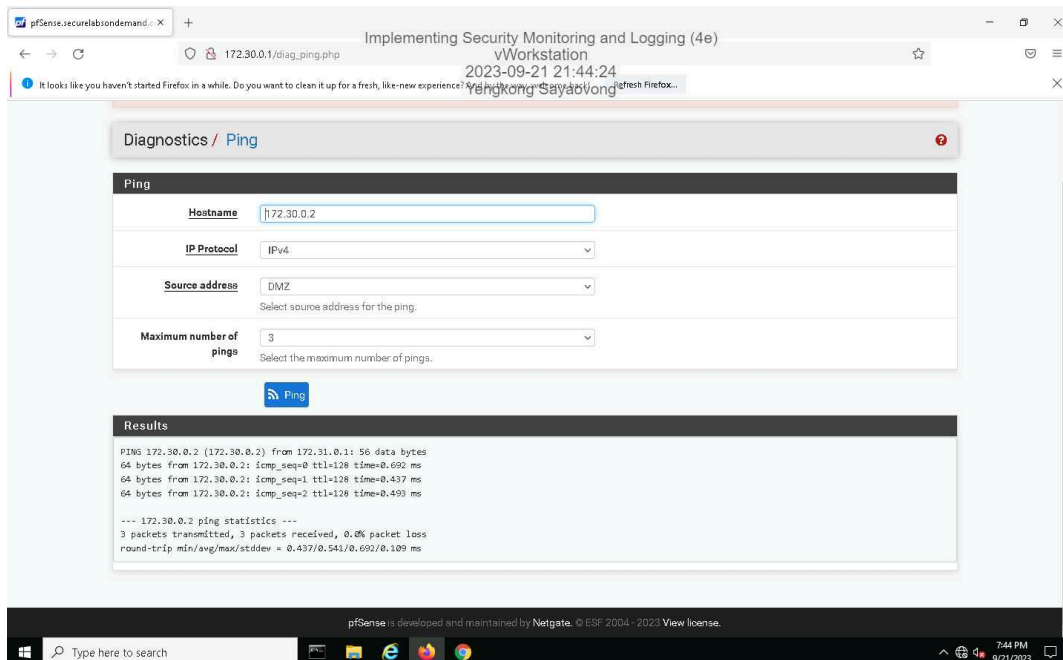 pfSense.securelabsondemand.c
172.30.0.1/diag_ping.php
Implementing Security Monitoring and Logging (4e)
vWorkstation
2023-09-21 21:44:24
Yengkong Sayaovong
It looks like you haven't started Firefox in a while. Do you want to clean it up for a fresh, like-new experience? And by the way, welcome back!
Refresh Firefox...
Diagnostics / Ping
Ping
Hostname
172.30.0.2
IP Protocol
IPv4
Source address
DMZ
Select source address for the ping.
Maximum number of
pings
3
Select the maximum number of pings.
Ping
Results
PING 172.30.0.2 (172.30.0.2) from 172.31.0.1: 56 data bytes
64 bytes from 172.30.0.2: icmp_seq=0 ttl=128 time=0.692 ms
64 bytes from 172.30.0.2: icmp_seq=1 ttl=128 time=0.437 ms
64 bytes from 172.30.0.2: icmp_seq=2 ttl=128 time=0.493 ms
--- 172.30.0.2 ping statistics ---
3 packets transmitted, 3 packets received, 0.0% packet loss
round-trip min/avg/max/stddev = 0.437/0.541/0.692/0.109 ms
pfSense is developed and maintained by Netgate. © ESF 2004 - 2023 View license.
Type here to search
7:44 PM
9/21/2023